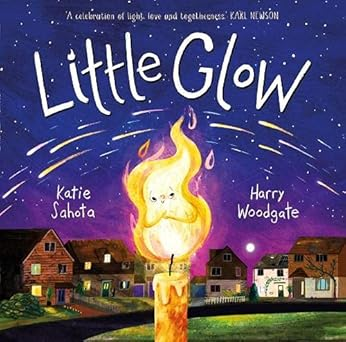 'A celebration of light, love and togetherness.' KARL NEWSON
LITTLE GLOW
Katie
Sahota
Harry
Woodgate